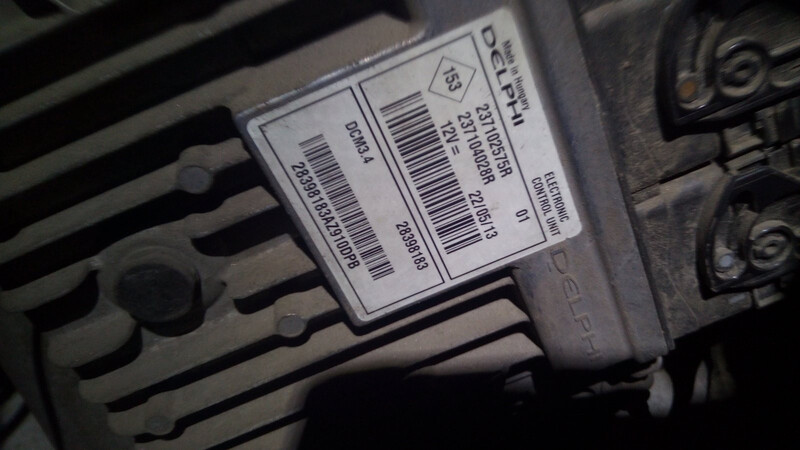 Made in Hungary
DELPHI
153
237102575R 01
237104028R
12V = 22/05/13
ELECTRONIC
CONTROL UNIT
DCM3.4 28398183
28398183AZ910DPB
DELPHI